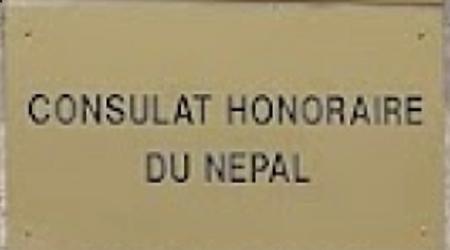 CONSULAT HONORAIRE
DU NEPAL